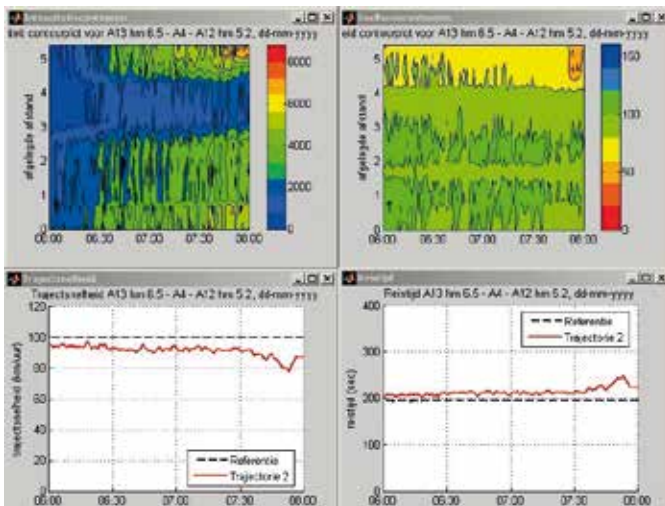 contourplot voor A13 hm 6.5 - A4 - A12 hm 5.2, dd-mm-yyyy
afgelegde afstand
5
4
3
2
1
0
06:00 06:30 07:00 07:30 08:00
6000
4000
2000
0
eid contourplot voor A13 hm 6.5 - A4 - A12 hm 5.2, dd-mm-yyyy
afgelegde afstand
5
4
3
2
1
0
06:00 06:30 07:00 07:30 08:00
150
100
50
0
Trajectsnelheid
Trajectsnelheid A13 hm 6.5 - A4 - A12 hm 5.2, dd-mm-yyyy
trajectsnelheid (km/uur)
120
100
80
60
40
20
0
Referentie
Trajectorie 2
06:00 06:30 07:00 07:30 08:00
Reistijd
Reistijd A13 hm 6.5 - A4 - A12 hm 5.2, dd-mm-yyyy
reistijd (sec)
400
300
200
100
0
Referentie
Trajectorie 2
06:00 06:30 07:00 07:30 08:00